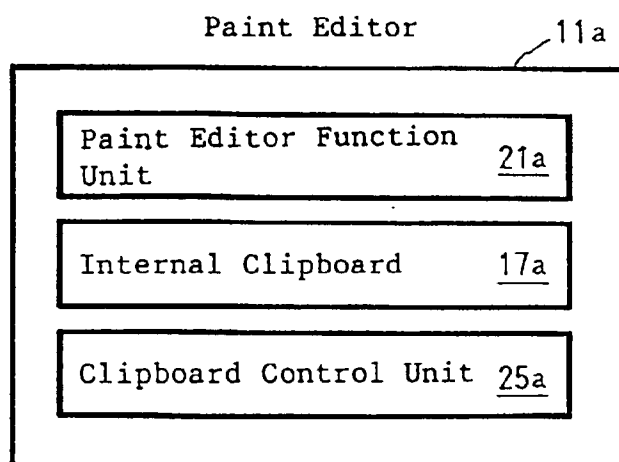 Paint Editor
11a
Paint Editor Function
Unit
21a
Internal Clipboard
17a
Clipboard Control Unit
25a